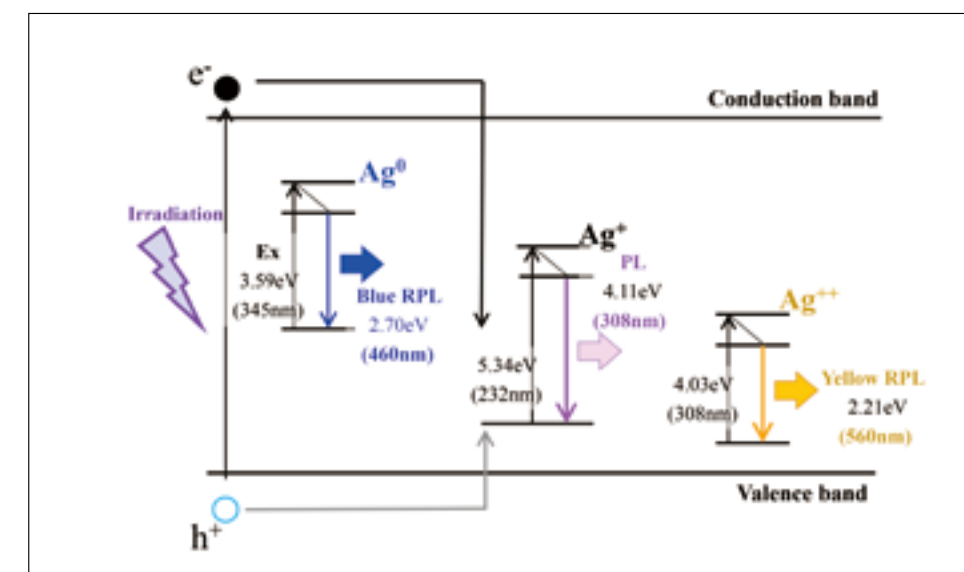 e-
Conduction band
Ag0
Irradiation
Ex
3.59eV
(345nm)
Blue RPL
2.70eV
(460nm)
Ag+
PL
4.11eV
(308nm)
5.34eV
(232nm)
Ag++
4.03eV
(308nm)
Yellow RPL
2.21eV
(560nm)
Valence band
h+